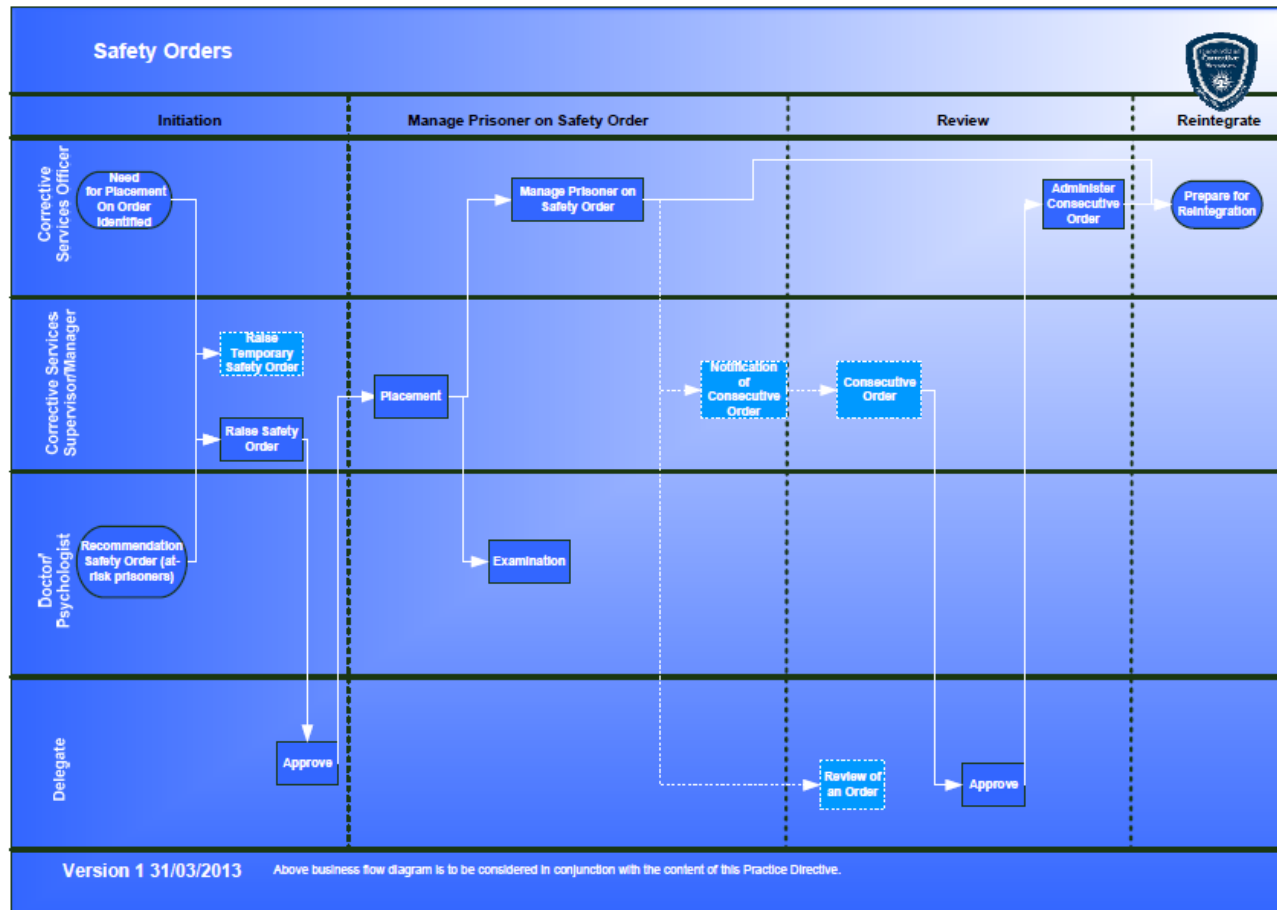 Safety Orders
Queensland
Corrective
Services
Initiation
Manage Prisoner on Safety Order
Review
Reintegrate
Corrective
Services Officer
Need
for Placement
On Order
Identified
Manage Prisoner on
Safety Order
Administer
Consecutive
Order
Prepare for
Reintegration
Corrective Services
Supervisor/Manager
Raise
Temporary
Safety Order
Raise Safety
Order
Placement
Notification
of
Consecutive
Order
Consecutive
Order
Doctor/
Psychologist
Recommendation
Safety Order (at-
risk prisoners)
Examination
Delegate
Approve
Review of
an Order
Approve
Version 1 31/03/2013
Above business flow diagram is to be considered in conjunction with the content of this Practice Directive.